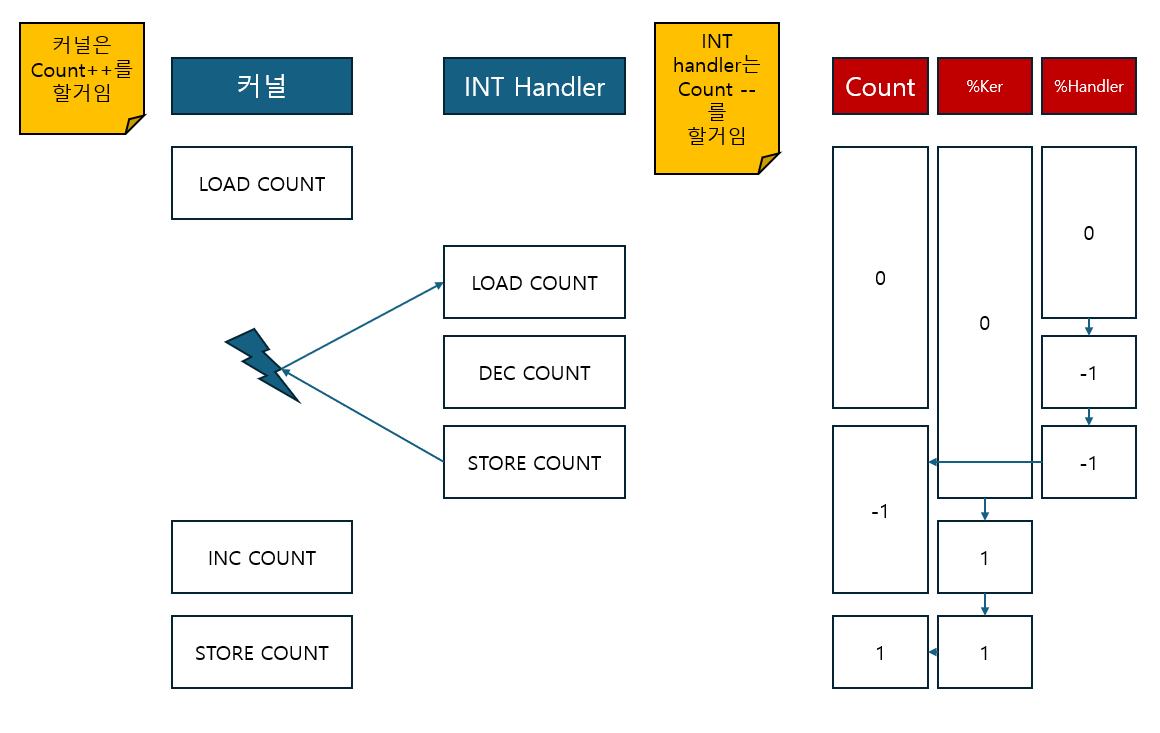 커널은
Count++를
할거임
커널
INT Handler
INT
handler는
Count --
를
할거임
Count
%Ker
%Handler
LOAD COUNT
LOAD COUNT
DEC COUNT
STORE COUNT
INC COUNT
STORE COUNT
0
0
0
-1
-1
-1
1
1
1